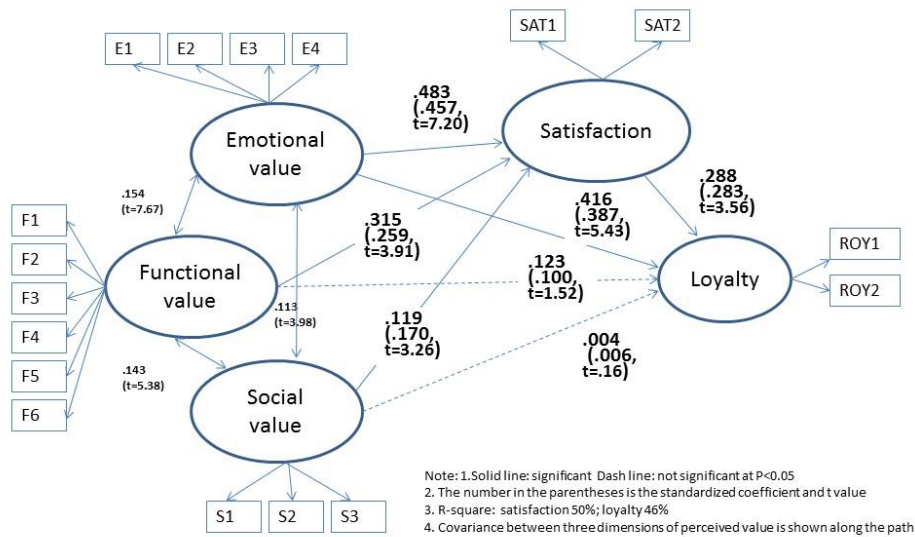 SAT1
SAT2
E1
E2
E3
E4
.483
(.457,
t=7.20)
Satisfaction
Emotional
value
.154
(t=7.67)
.288
(.283,
t=3.56)
.416
(.387,
t=5.43)
.315
(.259,
t=3.91)
F1
F2
F3
F4
F5
F6
ROY1
ROY2
Functional
value
.123
(.100,
t=1.52)
Loyalty
.113
(t=3.98)
.119
(.170,
t=3.26)
.004
(.006,
t=.16)
.143
(t=5.38)
Social
value
S1
S2
S3
Note: 1.Solid line: significant Dash line: not significant at P<0.05
2. The number in the parentheses is the standardized coefficient and t value
3. R-square: satisfaction 50%; loyalty 46%
4. Covariance between three dimensions of perceived value is shown along the path